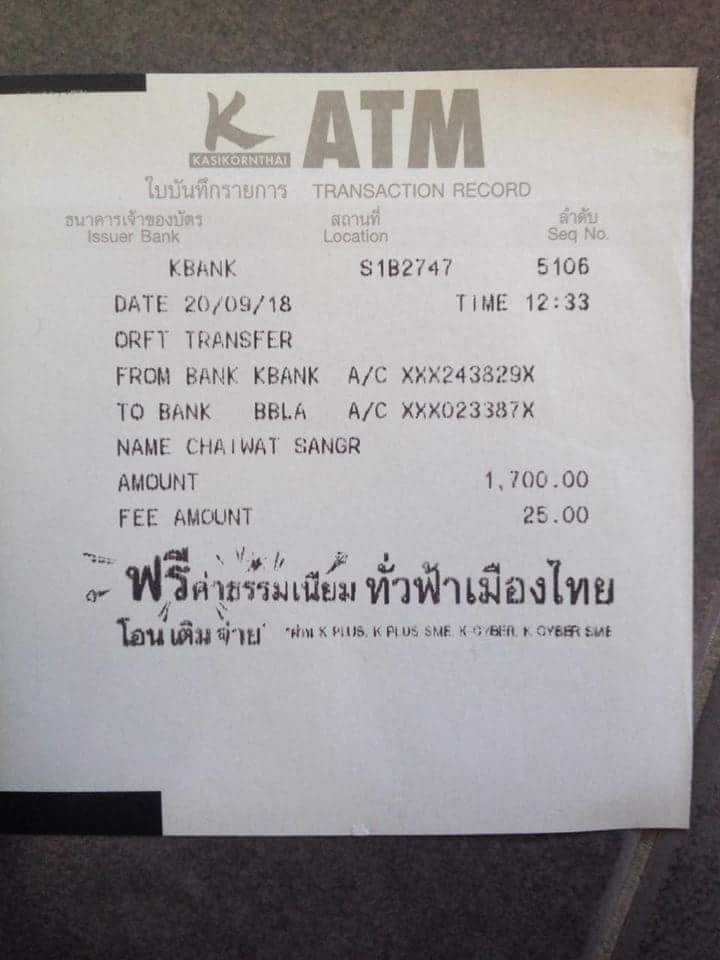 K ATM
KASIKORNTHAI
ใบบันทึกรายการ TRANSACTION RECORD
ธนาคารเจ้าของบัตร สถานที่ ลำดับ
Issuer Bank Location Seq No.
KBANK S1B2747 5106
DATE 20/09/18 TIME 12:33
ORFT TRANSFER
FROM BANK KBANK A/C XXX243829X
TO BANK BBLA A/C XXX023387X
NAME CHAIWAT SANGR
AMOUNT 1,700.00
FEE AMOUNT 25.00
ฟรีค่าธรรมเนียม ทั่วฟ้าเมืองไทย
โอน เติม จ่าย* *ผ่าน K PLUS, K PLUS SME, K-CYBER, K CYBER SME